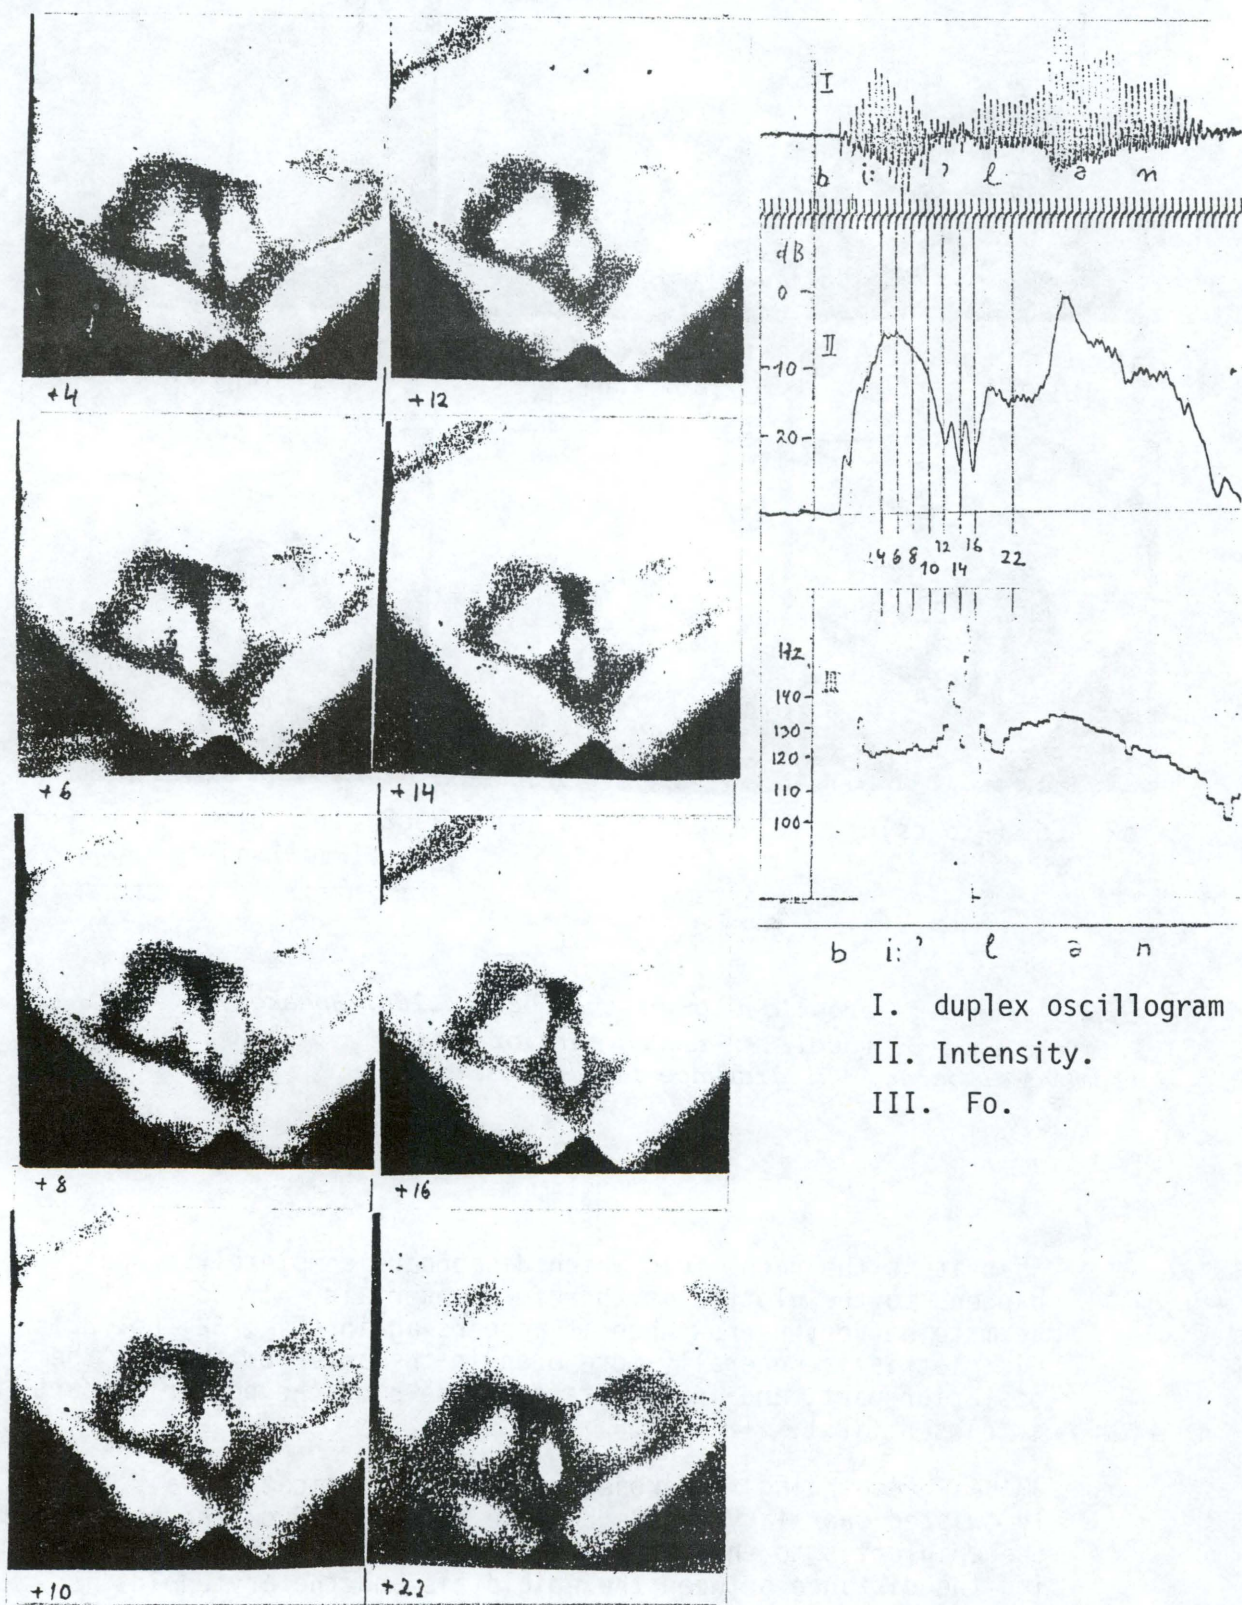 +4
+12
+6
+14
+8
+16
+10
+22
I
b i: ʼ l ə n
dB
0
II
10
20
4 6 8 10 12 14 16 22
Hz
III
140
130
120
110
100
b i: ʼ l ə n
I. duplex oscillogram
II. Intensity.
III. Fo.